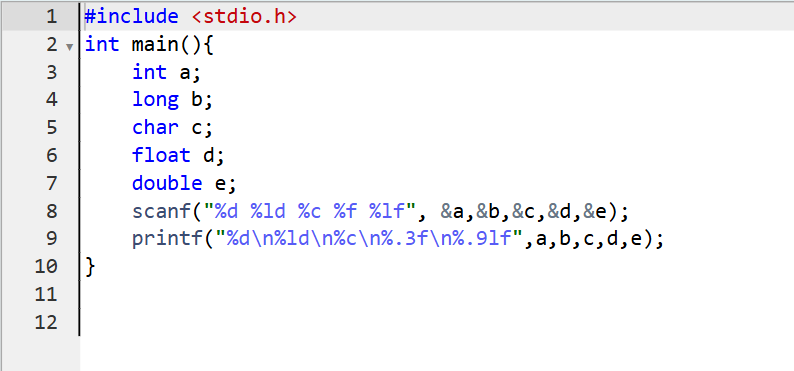 1 #include <stdio.h>
2 int main(){
3 int a;
4 long b;
5 char c;
6 float d;
7 double e;
8 scanf("%d %ld %c %f %lf", &a,&b,&c,&d,&e);
9 printf("%d\n%ld\n%c\n%.3f\n%.9lf",a,b,c,d,e);
10 }
11
12